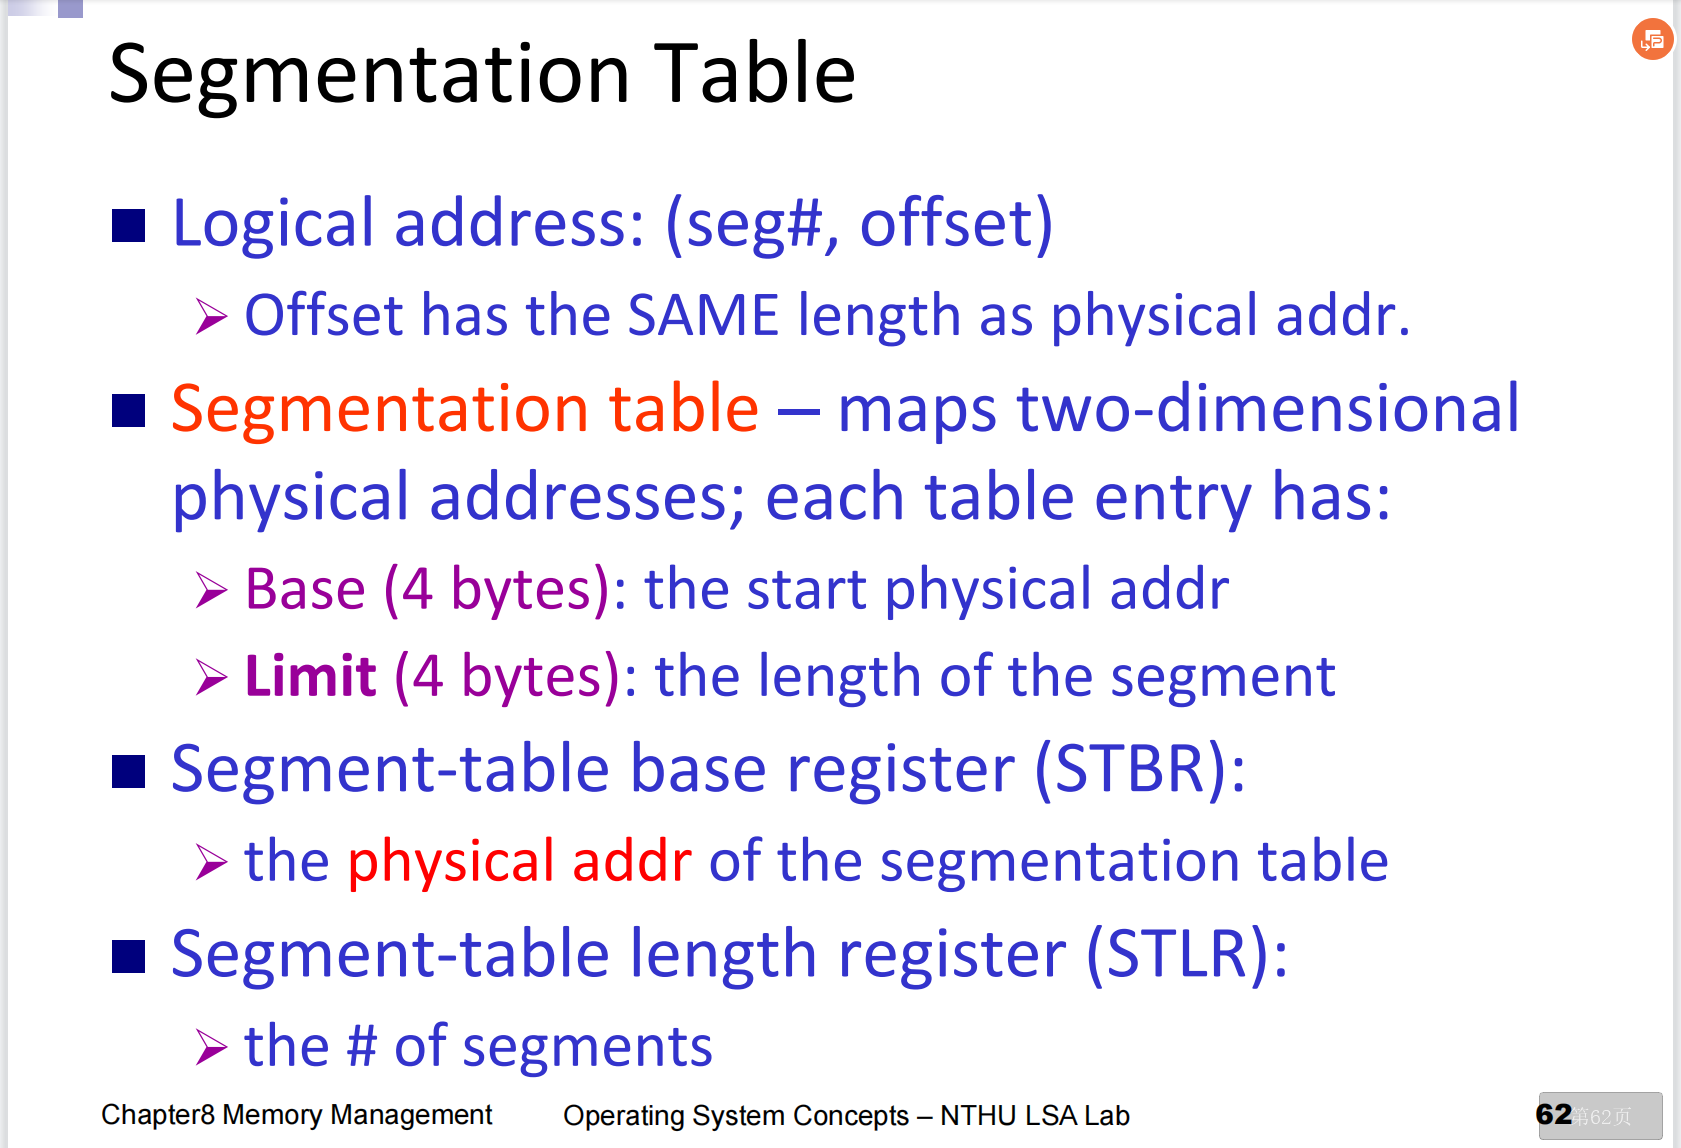 Segmentation Table
Logical address: (seg#, offset)
Offset has the SAME length as physical addr.
Segmentation table – maps two-dimensional
physical addresses; each table entry has:
Base (4 bytes): the start physical addr
Limit (4 bytes): the length of the segment
Segment-table base register (STBR):
the physical addr of the segmentation table
Segment-table length register (STLR):
the # of segments
Chapter8 Memory Management Operating System Concepts – NTHU LSA Lab 62 第62页